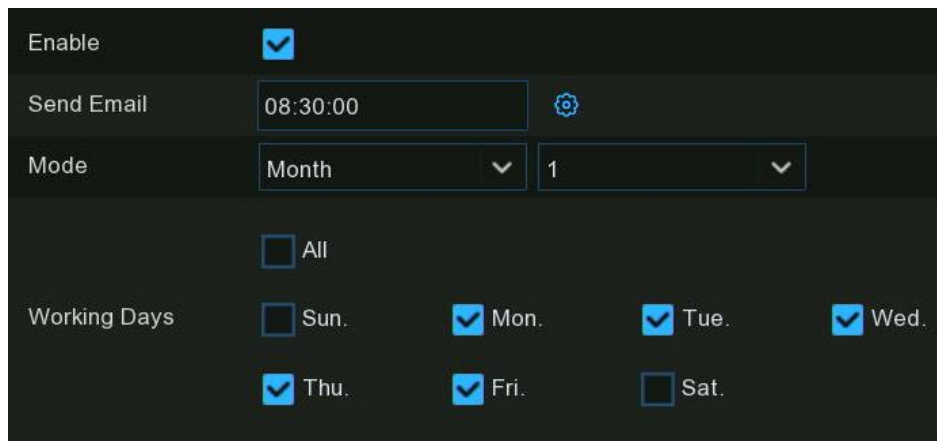 Enable
Send Email 08:30:00
Mode Month 1
All
Working Days Sun. Mon. Tue. Wed.
Thu. Fri. Sat.